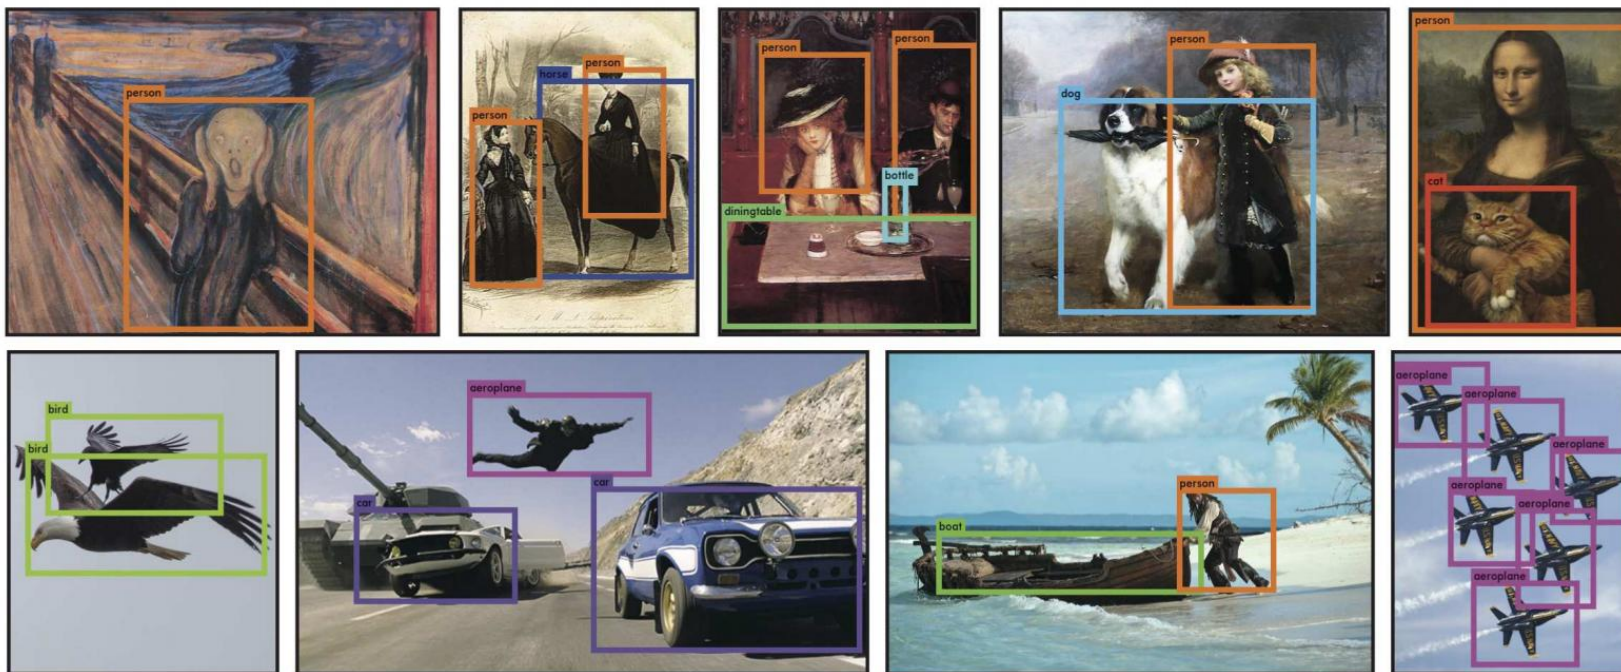 person
horse
person
person
person
person
bottle
diningtable
person
dog
person
cat
bird
bird
aeroplane
car
car
person
boat
aeroplane
aeroplane
aeroplane
aeroplane
aeroplane
aeroplane